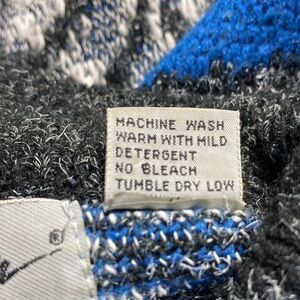 MACHINE WASH
WARM WITH MILD
DETERGENT
NO BLEACH
TUMBLE DRY LOW
®